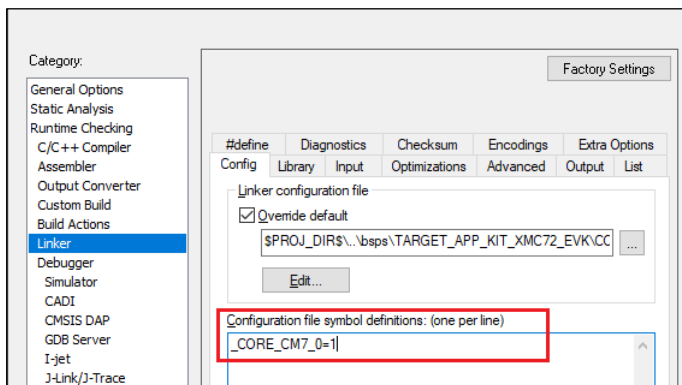 Category:
General Options
Static Analysis
Runtime Checking
C/C++ Compiler
Assembler
Output Converter
Custom Build
Build Actions
Linker
Debugger
Simulator
CADI
CMSIS DAP
GDB Server
I-jet
J-Link/J-Trace
Factory Settings
#define Diagnostics Checksum Encodings Extra Options
Config Library Input Optimizations Advanced Output List
Linker configuration file
Override default
$PROJ_DIR$\..\bsps\TARGET_APP_KIT_XMC72_EVK\CC
...
Edit...
Configuration file symbol definitions: (one per line)
_CORE_CM7_0=1